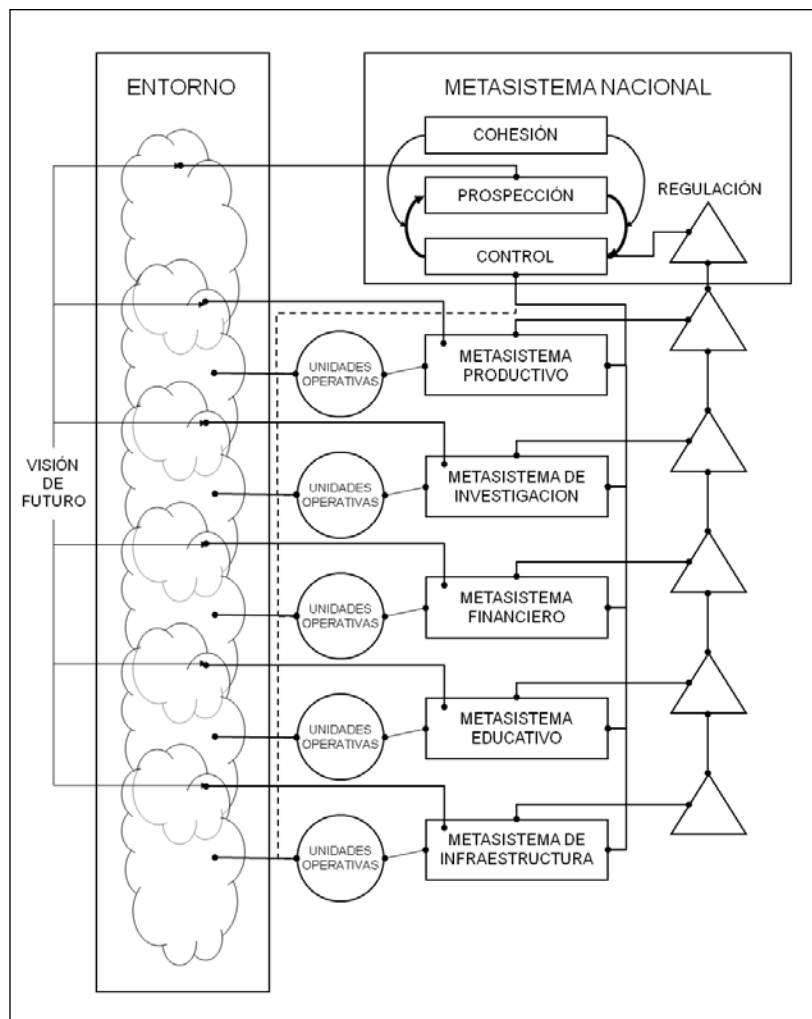 ENTORNO
METASISTEMA NACIONAL
COHESIÓN
PROSPECCIÓN
REGULACIÓN
CONTROL
UNIDADES
OPERATIVAS
METASISTEMA
PRODUCTIVO
VISIÓN
DE
FUTURO
UNIDADES
OPERATIVAS
METASISTEMA DE
INVESTIGACION
UNIDADES
OPERATIVAS
METASISTEMA
FINANCIERO
UNIDADES
OPERATIVAS
METASISTEMA
EDUCATIVO
UNIDADES
OPERATIVAS
METASISTEMA DE
INFRAESTRUCTURA